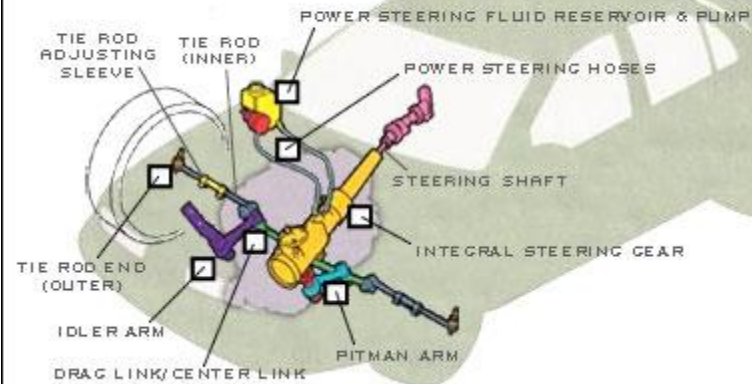 POWER STEERING FLUID RESERVOIR & PUMP
TIE ROD
ADJUSTING
SLEEVE
TIE ROD
(INNER)
POWER STEERING HOSES
STEERING SHAFT
INTEGRAL STEERING GEAR
TIE ROD END
(OUTER)
IDLER ARM
PITMAN ARM
DRAG LINK/CENTER LINK